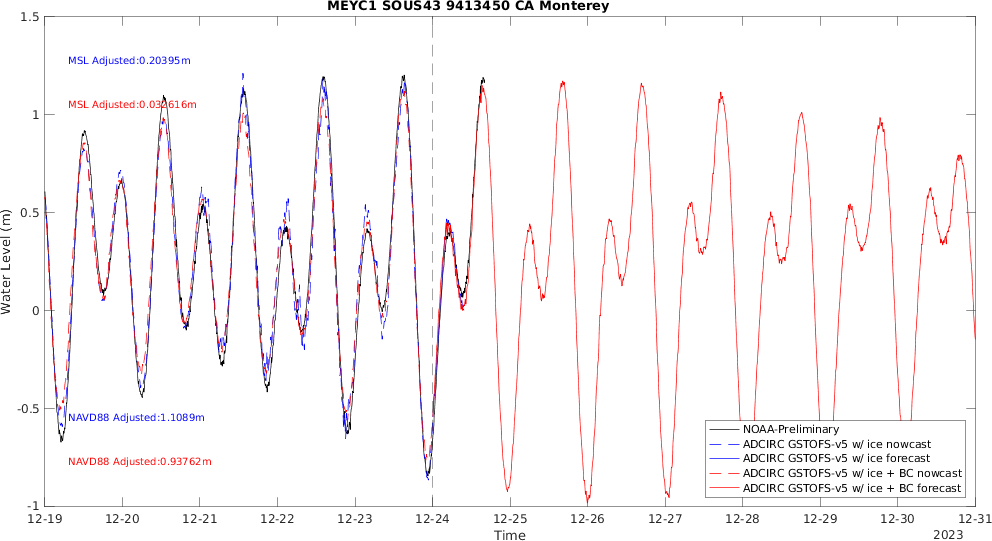 MEYC1 SOUS43 9413450 CA Monterey
1.5
1
0.5
0
-0.5
-1
Water Level (m)
MSL Adjusted:0.20395m
MSL Adjusted:0.032616m
NAVD88 Adjusted:1.1089m
NAVD88 Adjusted:0.93762m
NOAA-Preliminary
ADCIRC GSTOFS-v5 w/ ice nowcast
ADCIRC GSTOFS-v5 w/ ice forecast
ADCIRC GSTOFS-v5 w/ ice + BC nowcast
ADCIRC GSTOFS-v5 w/ ice + BC forecast
12-19 12-20 12-21 12-22 12-23 12-24 12-25 12-26 12-27 12-28 12-29 12-30 12-31
Time
2023